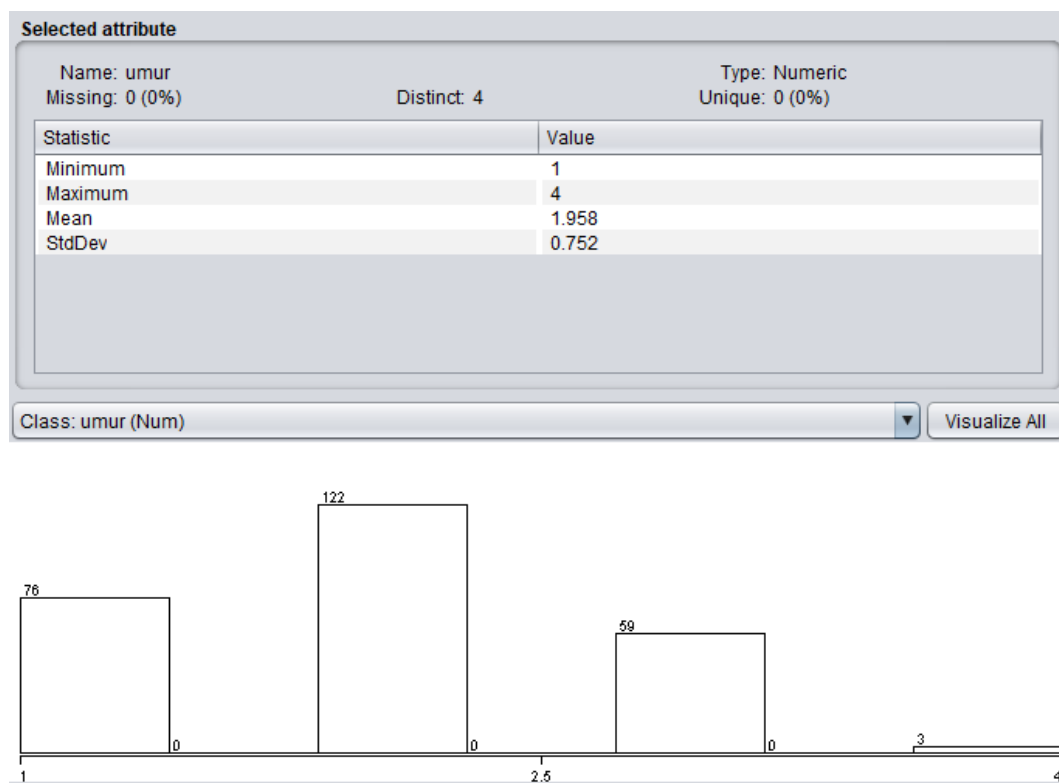 Selected attribute
Name: umur Type: Numeric
Missing: 0 (0%) Distinct: 4 Unique: 0 (0%)
Statistic Value
Minimum 1
Maximum 4
Mean 1.958
StdDev 0.752
Class: umur (Num) Visualize All
122
76
59
0 0 0 3
1 2.5 4